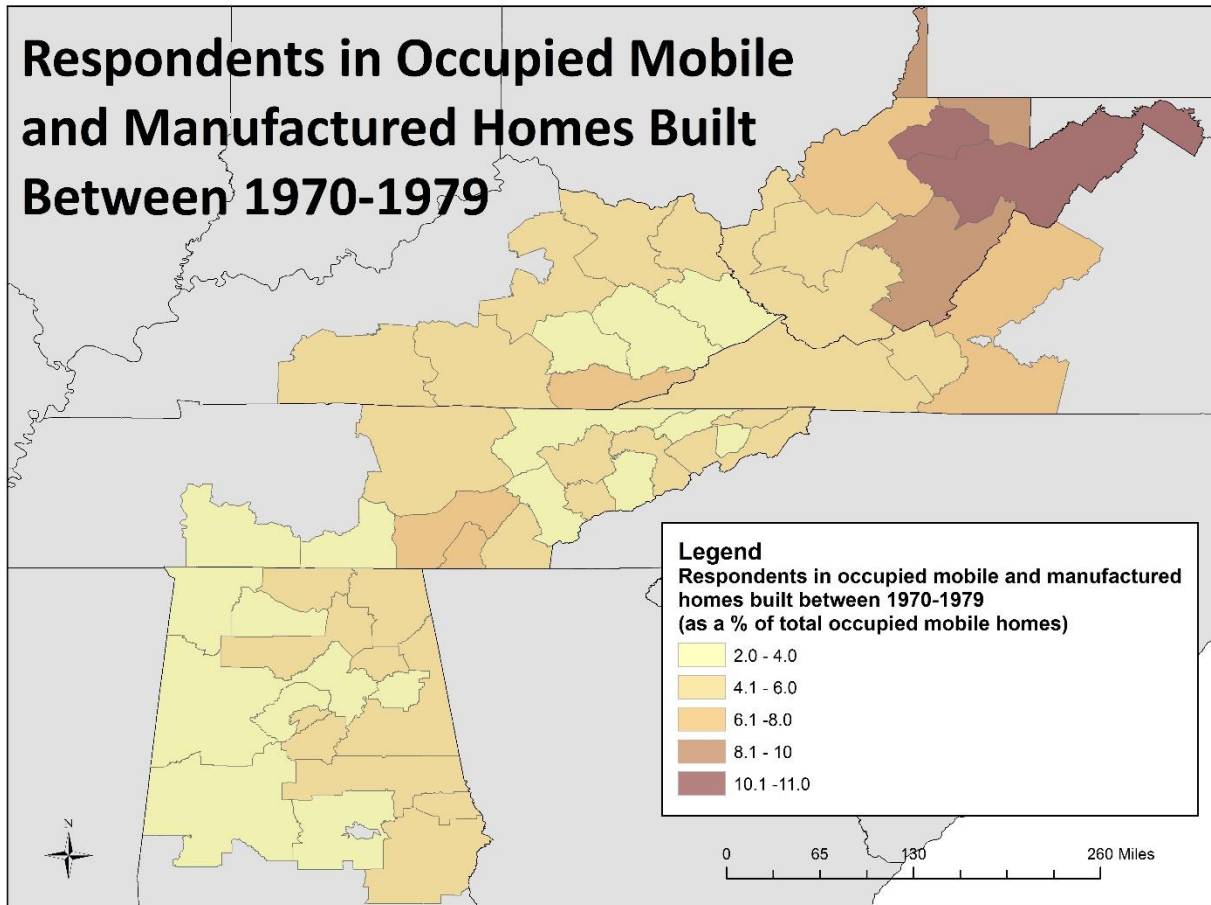 Respondents in Occupied Mobile
and Manufactured Homes Built
Between 1970-1979
Legend
Respondents in occupied mobile and manufactured
homes built between 1970-1979
(as a % of total occupied mobile homes)
2.0 - 4.0
4.1 - 6.0
6.1 -8.0
8.1 - 10
10.1 -11.0
N
0 65 130 260 Miles